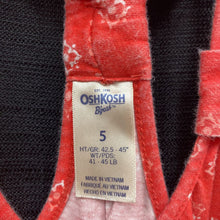 EST. 1895
OSHKOSH
B'gosh
5
HT/GR: 42.5 - 45"
WT/PDS:
41 - 45 LB
MADE IN VIETNAM
FABRIQUÉ AU VIETNAM
HECHO EN VIETNAM